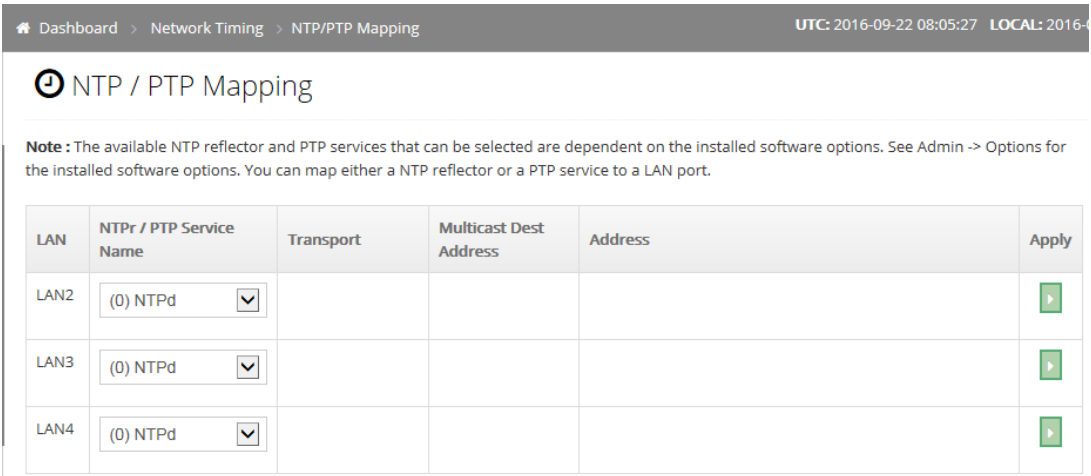 Dashboard > Network Timing > NTP/PTP Mapping UTC: 2016-09-22 08:05:27 LOCAL: 2016-
NTP / PTP Mapping
Note : The available NTP reflector and PTP services that can be selected are dependent on the installed software options. See Admin -> Options for
the installed software options. You can map either a NTP reflector or a PTP service to a LAN port.
LAN NTPr / PTP Service Name Transport Multicast Dest Address Address Apply
LAN2 (0) NTPd
LAN3 (0) NTPd
LAN4 (0) NTPd